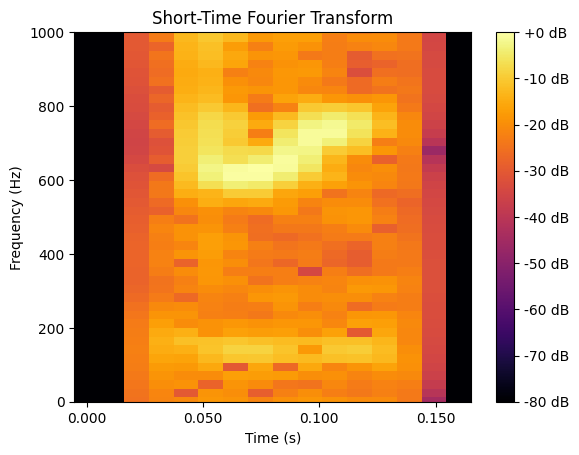 Short-Time Fourier Transform
1000
800
600
400
200
0
Frequency (Hz)
0.000
0.050
0.100
0.150
Time (s)
+0 dB
-10 dB
-20 dB
-30 dB
-40 dB
-50 dB
-60 dB
-70 dB
-80 dB